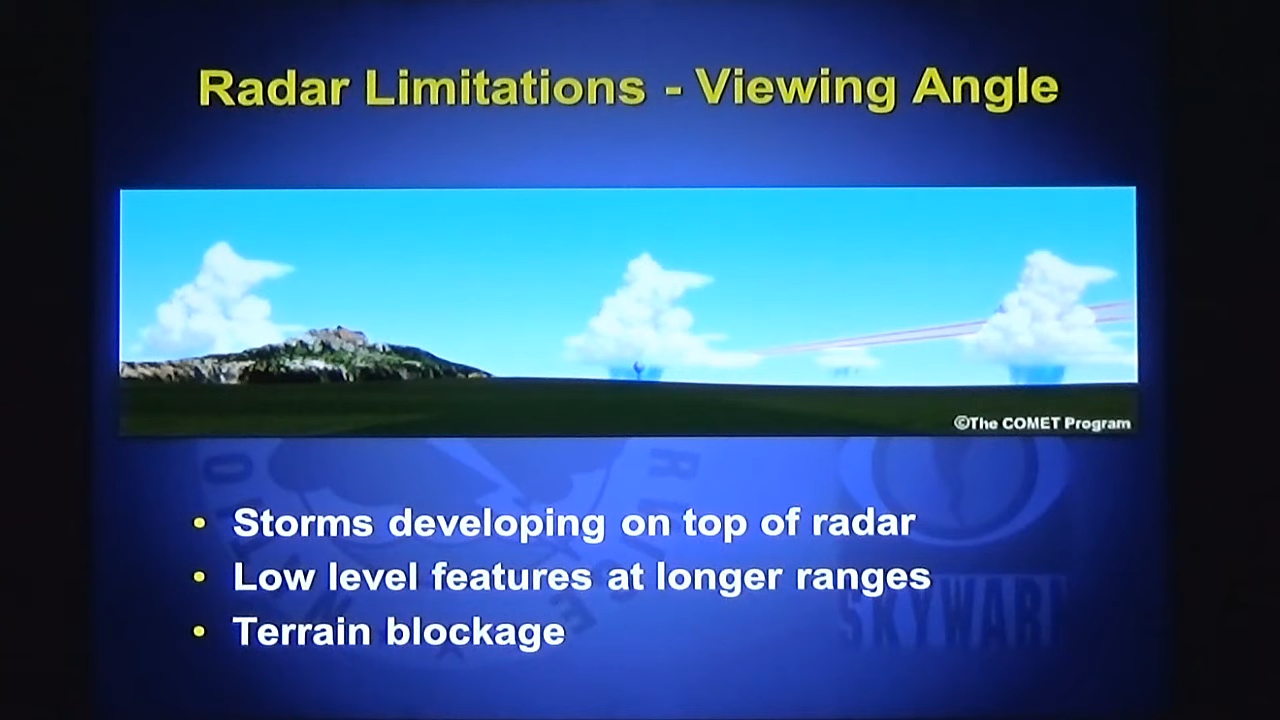 Radar Limitations - Viewing Angle
©The COMET Program
• Storms developing on top of radar
• Low level features at longer ranges
• Terrain blockage
SKYWARN